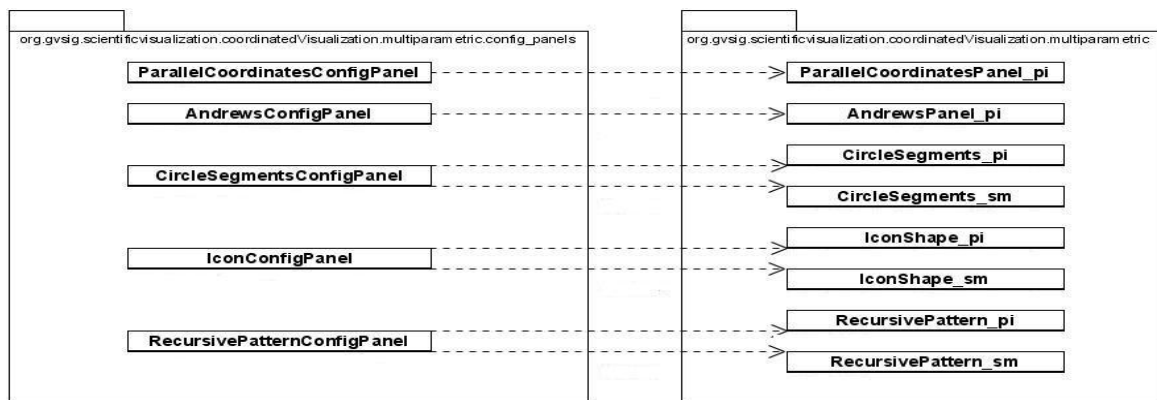 org.gvsig.scientificvisualization.coordinatedVisualization.multiparametric.config_panels
ParallelCoordinatesConfigPanel
AndrewsConfigPanel
CircleSegmentsConfigPanel
IconConfigPanel
RecursivePatternConfigPanel
org.gvsig.scientificvisualization.coordinatedVisualization.multiparametric
ParallelCoordinatesPanel_pi
AndrewsPanel_pi
CircleSegments_pi
CircleSegments_sm
IconShape_pi
IconShape_sm
RecursivePattern_pi
RecursivePattern_sm